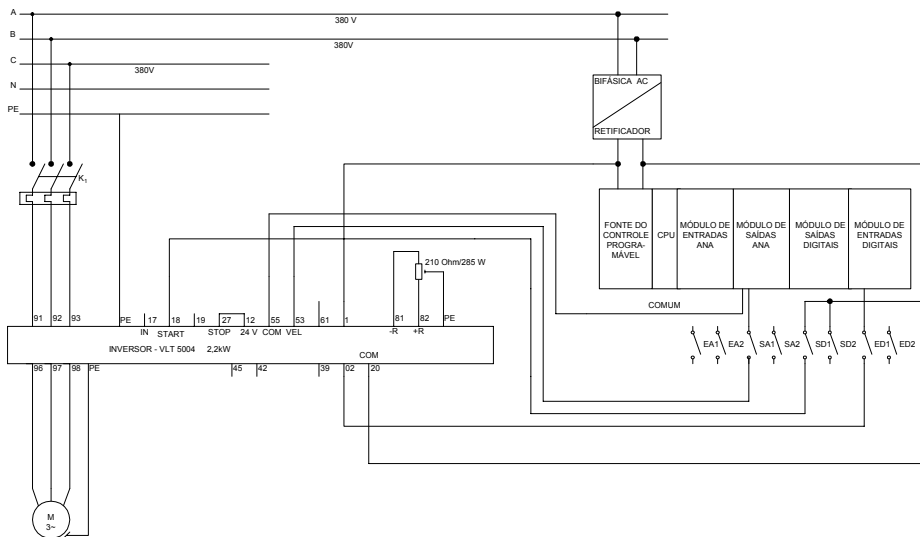 A
380 V
B
380V
C
380V
N
PE
K1
BIFÁSICA AC
RETIFICADOR
FONTE DO
CONTROLE
PROGRA-
MÁVEL
CPU
MÓDULO DE
ENTRADAS
ANA
MÓDULO DE
SAÍDAS
ANA
MÓDULO DE
SAÍDAS
DIGITAIS
MÓDULO DE
ENTRADAS
DIGITAIS
210 Ohm/285 W
COMUM
91 92 93 PE 17 18 19 27 12 55 53 61 1 81 82 PE
IN START STOP 24 V COM VEL -R +R
INVERSOR - VLT 5004 2,2kW
COM
96 97 98 PE 45 42 39 02 20
EA1 EA2 SA1 SA2 SD1 SD2 ED1 ED2
M
3~